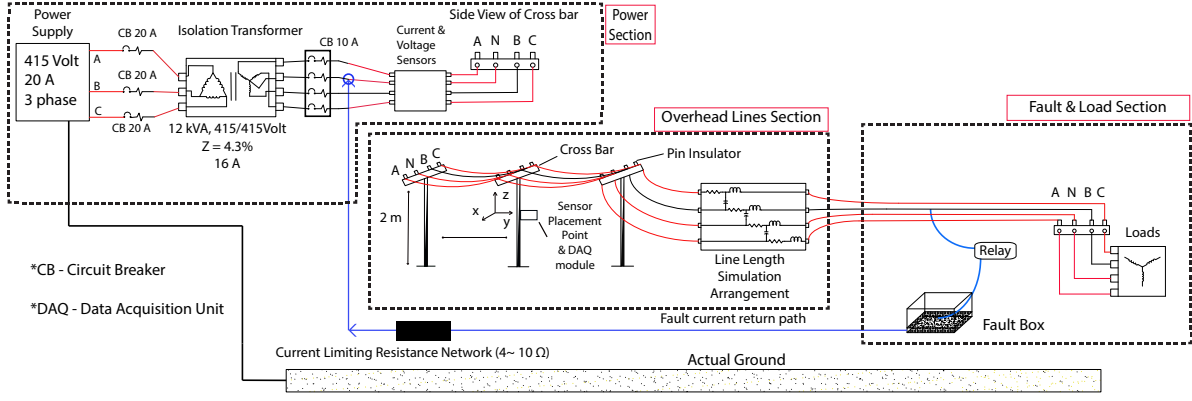 Power
Supply
415 Volt
20 A
3 phase
A
B
C
CB 20 A
CB 20 A
CB 20 A
Isolation Transformer
12 kVA, 415/415Volt
Z = 4.3%
16 A
CB 10 A
Current &
Voltage
Sensors
Side View of Cross bar
A N B C
Power
Section
Overhead Lines Section
A N B C
Cross Bar
Pin Insulator
2 m
z
x
y
Sensor
Placement
Point
& DAQ
module
Line Length
Simulation
Arrangement
Fault & Load Section
A N B C
Loads
Relay
Fault Box
*CB - Circuit Breaker
*DAQ - Data Acquisition Unit
Fault current return path
Current Limiting Resistance Network (4~ 10 Ω)
Actual Ground